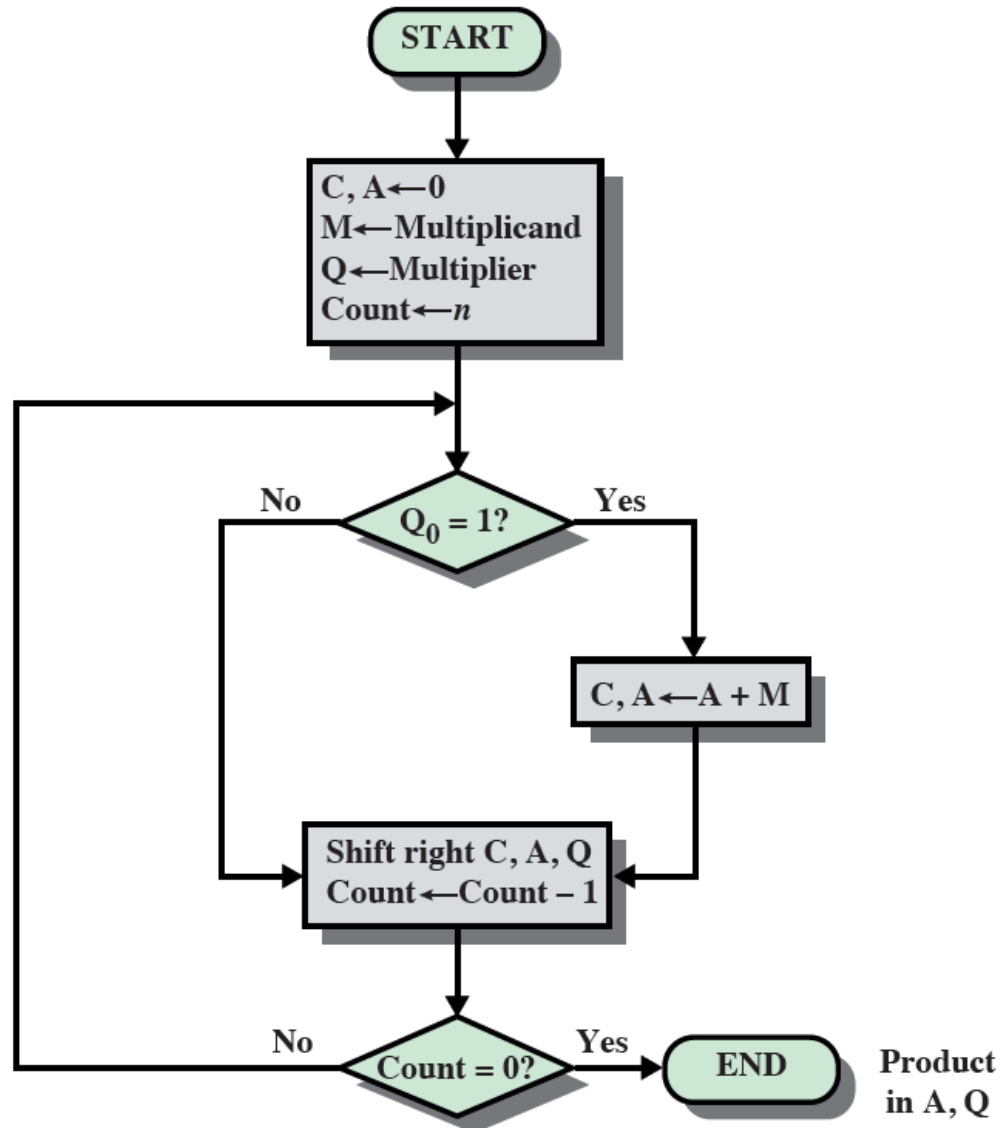 START
C, A←0
M←Multiplicand
Q←Multiplier
Count←n
No
Q0 = 1?
Yes
C, A←A + M
Shift right C, A, Q
Count←Count – 1
No
Count = 0?
Yes
END
Product
in A, Q